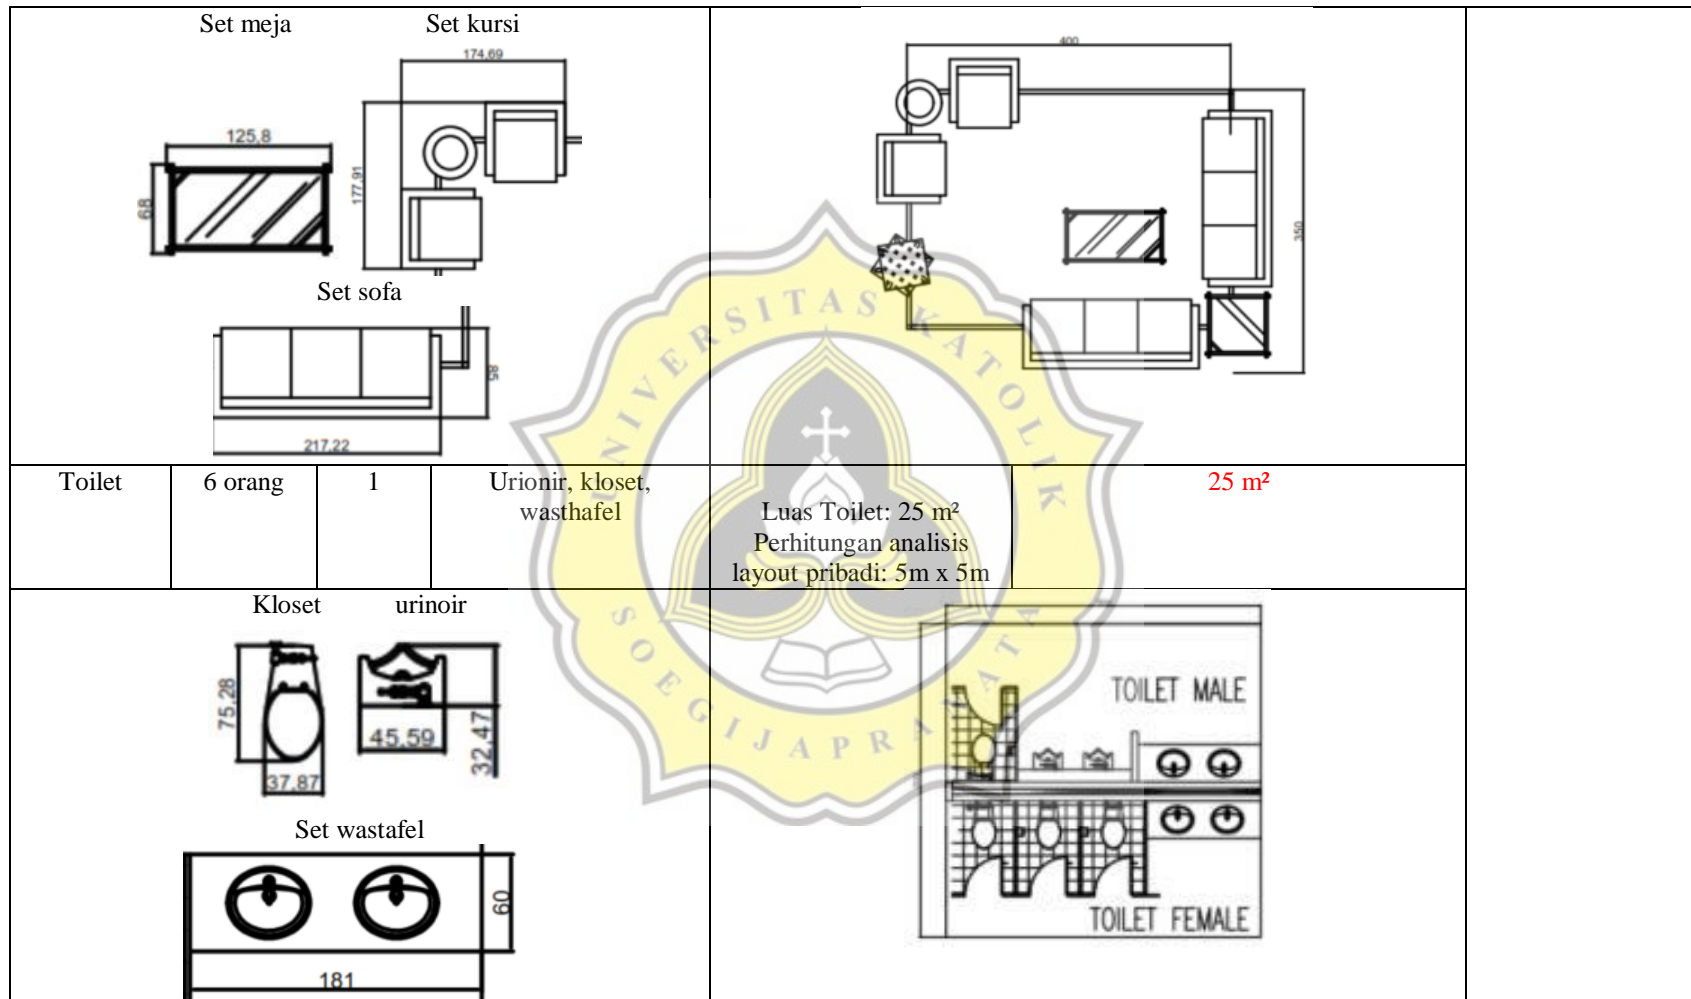 Set meja Set kursi
174,69
125,8
68
177,91
Set sofa
85
217,22
400
350
Toilet
6 orang
1
Urionir, kloset,
wasthafel
Luas Toilet: 25 m²
Perhitungan analisis
layout pribadi: 5m x 5m
25 m²
Kloset urinoir
75,28
37,87
45,59
32,47
Set wastafel
60
181
TOILET MALE
TOILET FEMALE
UNIVERSITAS KATOLIK
SOEGIJAPRANATA